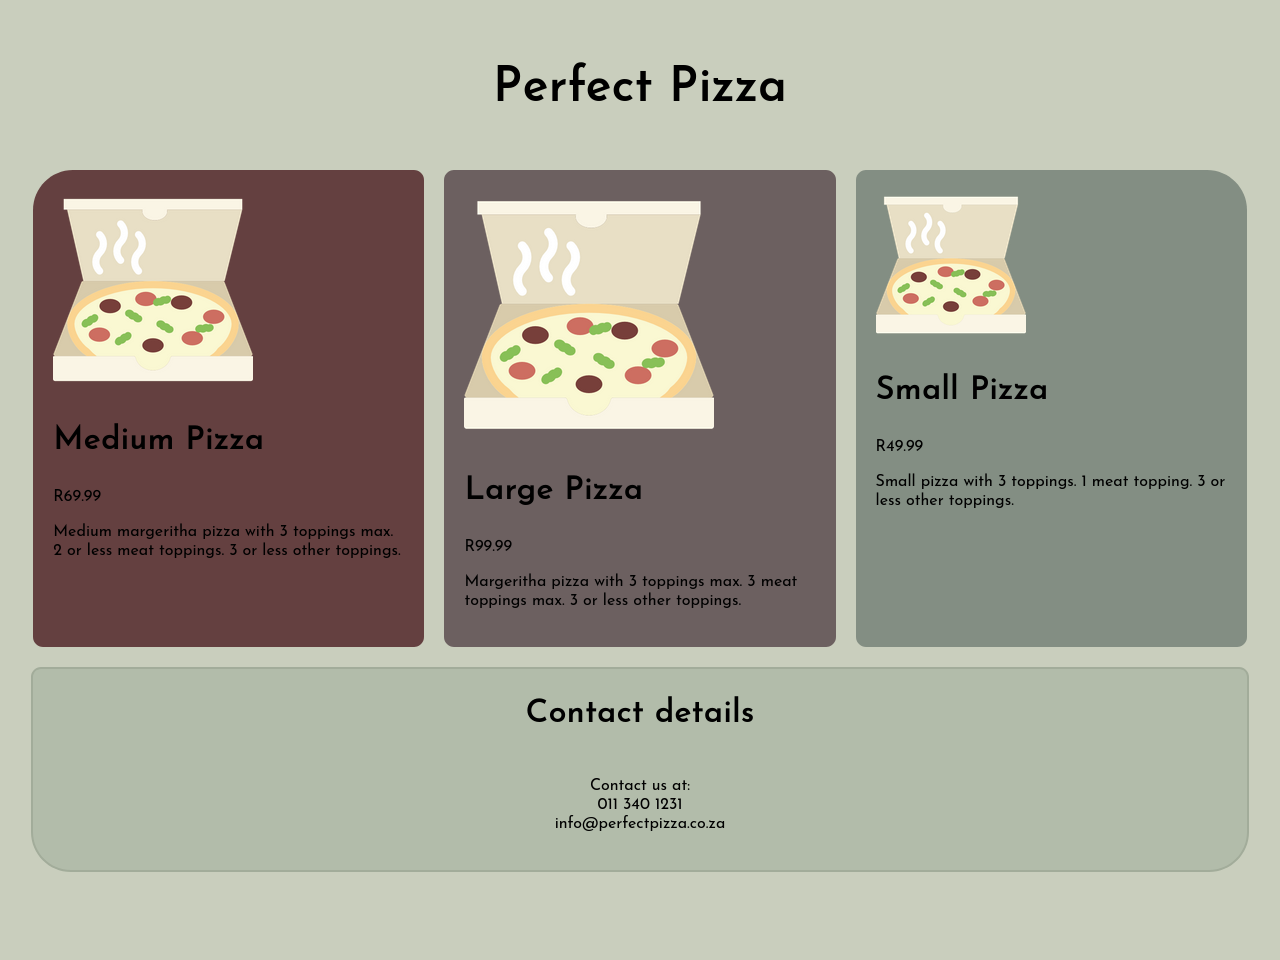 Perfect Pizza
Medium Pizza
R69.99
Medium margeritha pizza with 3 toppings max.
2 or less meat toppings. 3 or less other toppings.
Large Pizza
R99.99
Margeritha pizza with 3 toppings max. 3 meat
toppings max. 3 or less other toppings.
Small Pizza
R49.99
Small pizza with 3 toppings. 1 meat topping. 3 or
less other toppings.
Contact details
Contact us at:
011 340 1231
info@perfectpizza.co.za